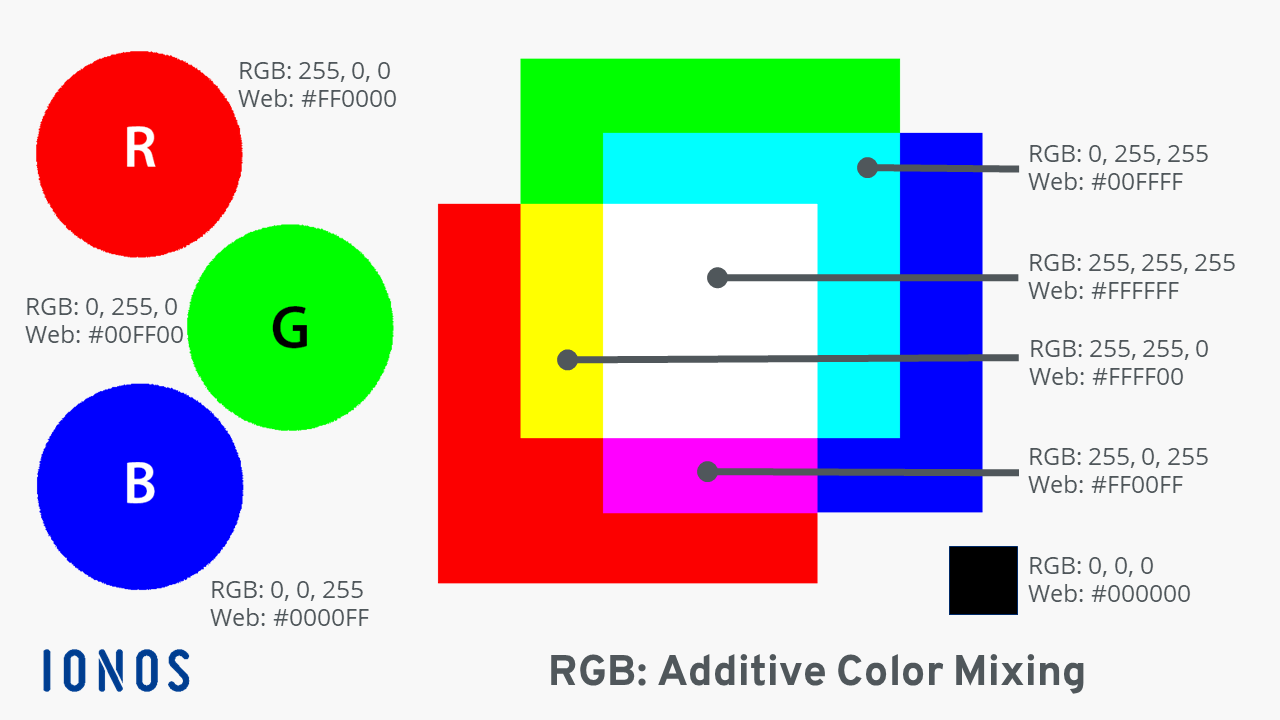 R
RGB: 255, 0, 0
Web: #FF0000
RGB: 0, 255, 0
Web: #00FF00
G
B
RGB: 0, 0, 255
Web: #0000FF
RGB: 0, 255, 255
Web: #00FFFF
RGB: 255, 255, 255
Web: #FFFFFF
RGB: 255, 255, 0
Web: #FFFF00
RGB: 255, 0, 255
Web: #FF00FF
RGB: 0, 0, 0
Web: #000000
IONOS
RGB: Additive Color Mixing